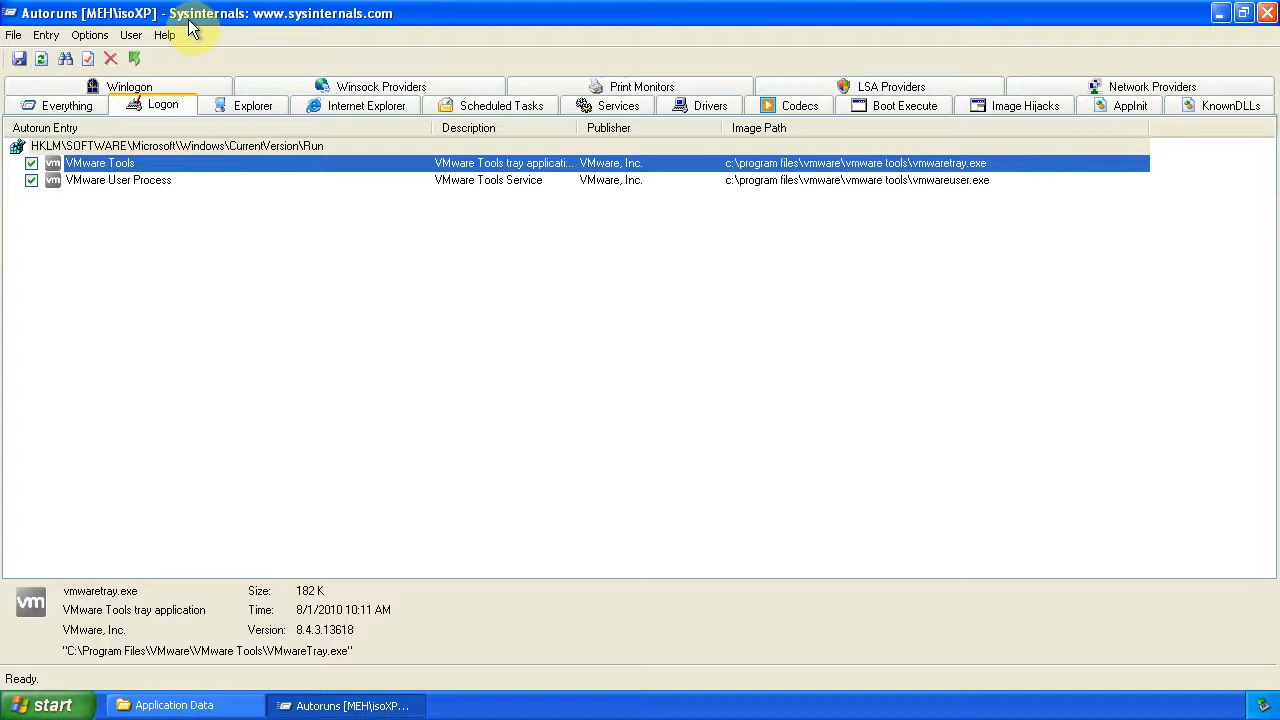 Autoruns [MEH\isoXP] - Sysinternals: www.sysinternals.com
File Entry Options User Help
Winlogon Winsock Providers Print Monitors LSA Providers Network Providers
Everything Logon Explorer Internet Explorer Scheduled Tasks Services Drivers Codecs Boot Execute Image Hijacks AppInit KnownDLLs
Autorun Entry Description Publisher Image Path
HKLM\SOFTWARE\Microsoft\Windows\CurrentVersion\Run
VMware Tools VMware Tools tray applicati... VMware, Inc. c:\program files\vmware\vmware tools\vmwaretray.exe
VMware User Process VMware Tools Service VMware, Inc. c:\program files\vmware\vmware tools\vmwareuser.exe
vmwaretray.exe Size: 182 K
vm VMware Tools tray application Time: 8/1/2010 10:11 AM
VMware, Inc. Version: 8.4.3.13618
"C:\Program Files\VMware\VMware Tools\VMwareTray.exe"
Ready.
start Application Data Autoruns [MEH\isoXP]...